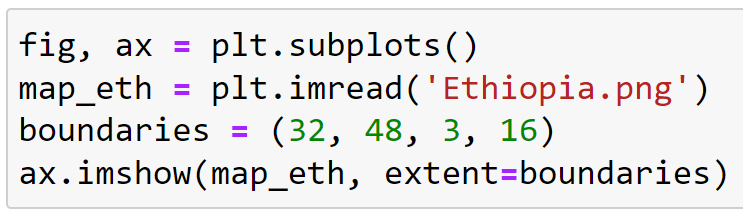 fig, ax = plt.subplots()
map_eth = plt.imread('Ethiopia.png')
boundaries = (32, 48, 3, 16)
ax.imshow(map_eth, extent=boundaries)